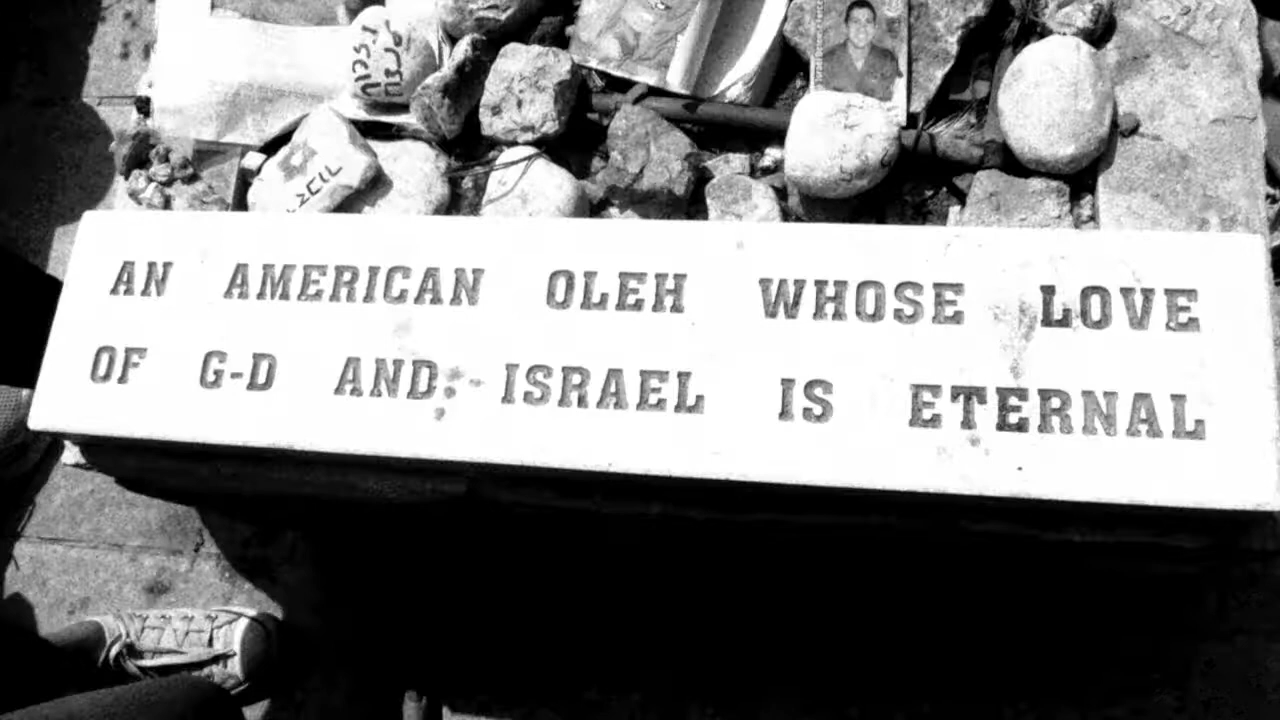 AN AMERICAN OLEH WHOSE LOVE
OF G-D AND ISRAEL IS ETERNAL